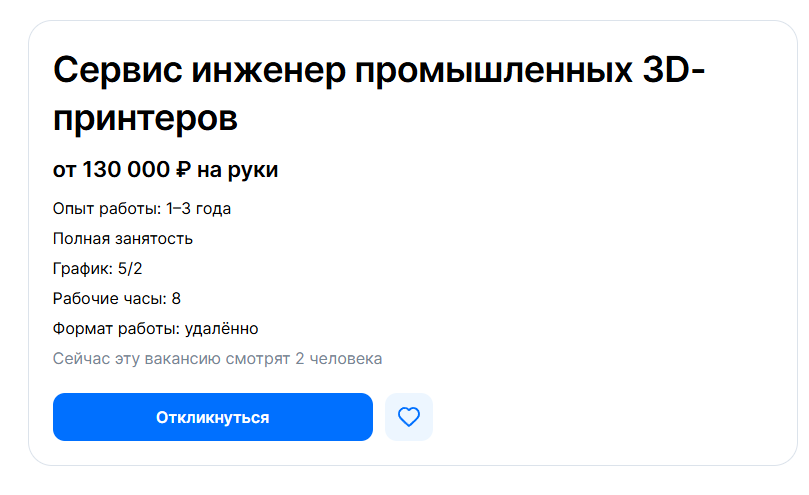 Сервис инженер промышленных 3D-
принтеров
от 130 000 ₽ на руки
Опыт работы: 1–3 года
Полная занятость
График: 5/2
Рабочие часы: 8
Формат работы: удалённо
Сейчас эту вакансию смотрят 2 человека
Откликнуться